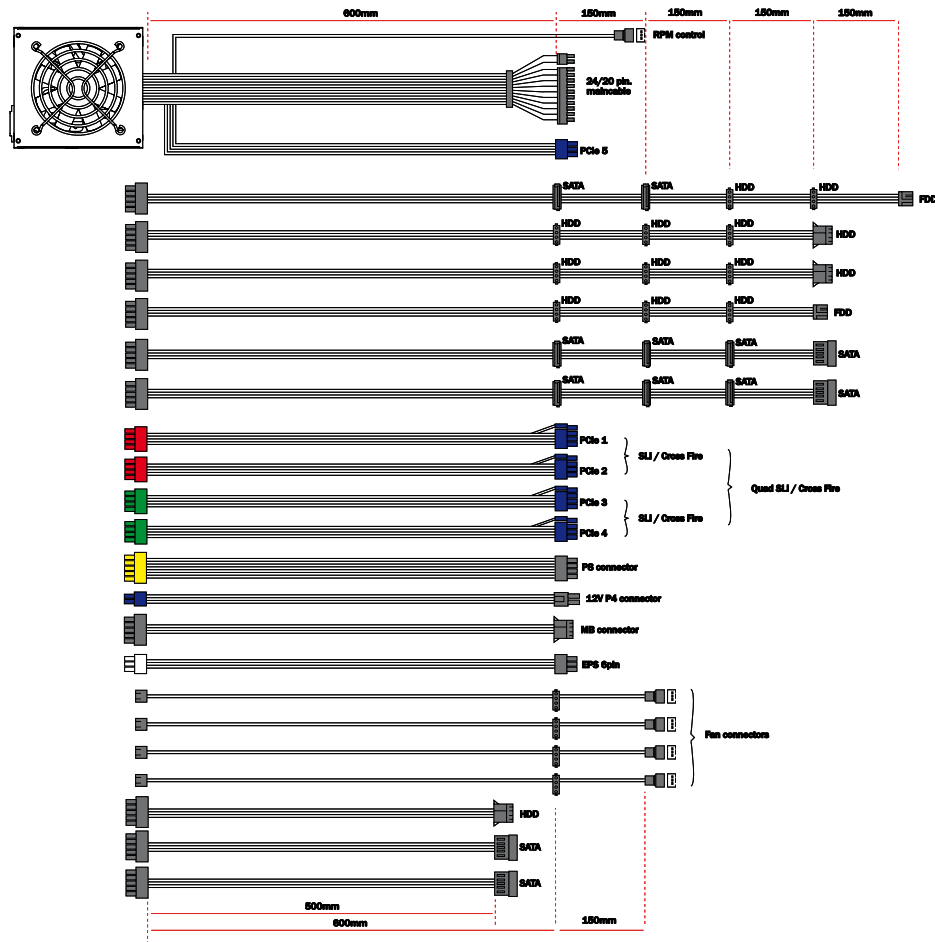 600mm 150mm 150mm 150mm 150mm
RPM control
24/20 pin.
maincable
PCIe 5
SATA SATA HDD HDD FDD
HDD HDD HDD HDD
HDD HDD HDD HDD
HDD HDD HDD FDD
SATA SATA SATA SATA
SATA SATA SATA SATA
PCIe 1
SLI / Cross Fire
PCIe 2
Quad SLI / Cross Fire
PCIe 3
SLI / Cross Fire
PCIe 4
PS connector
12V P4 connector
MB connector
EPS 6pin
Fan connectors
HDD
SATA
SATA
500mm
600mm 150mm